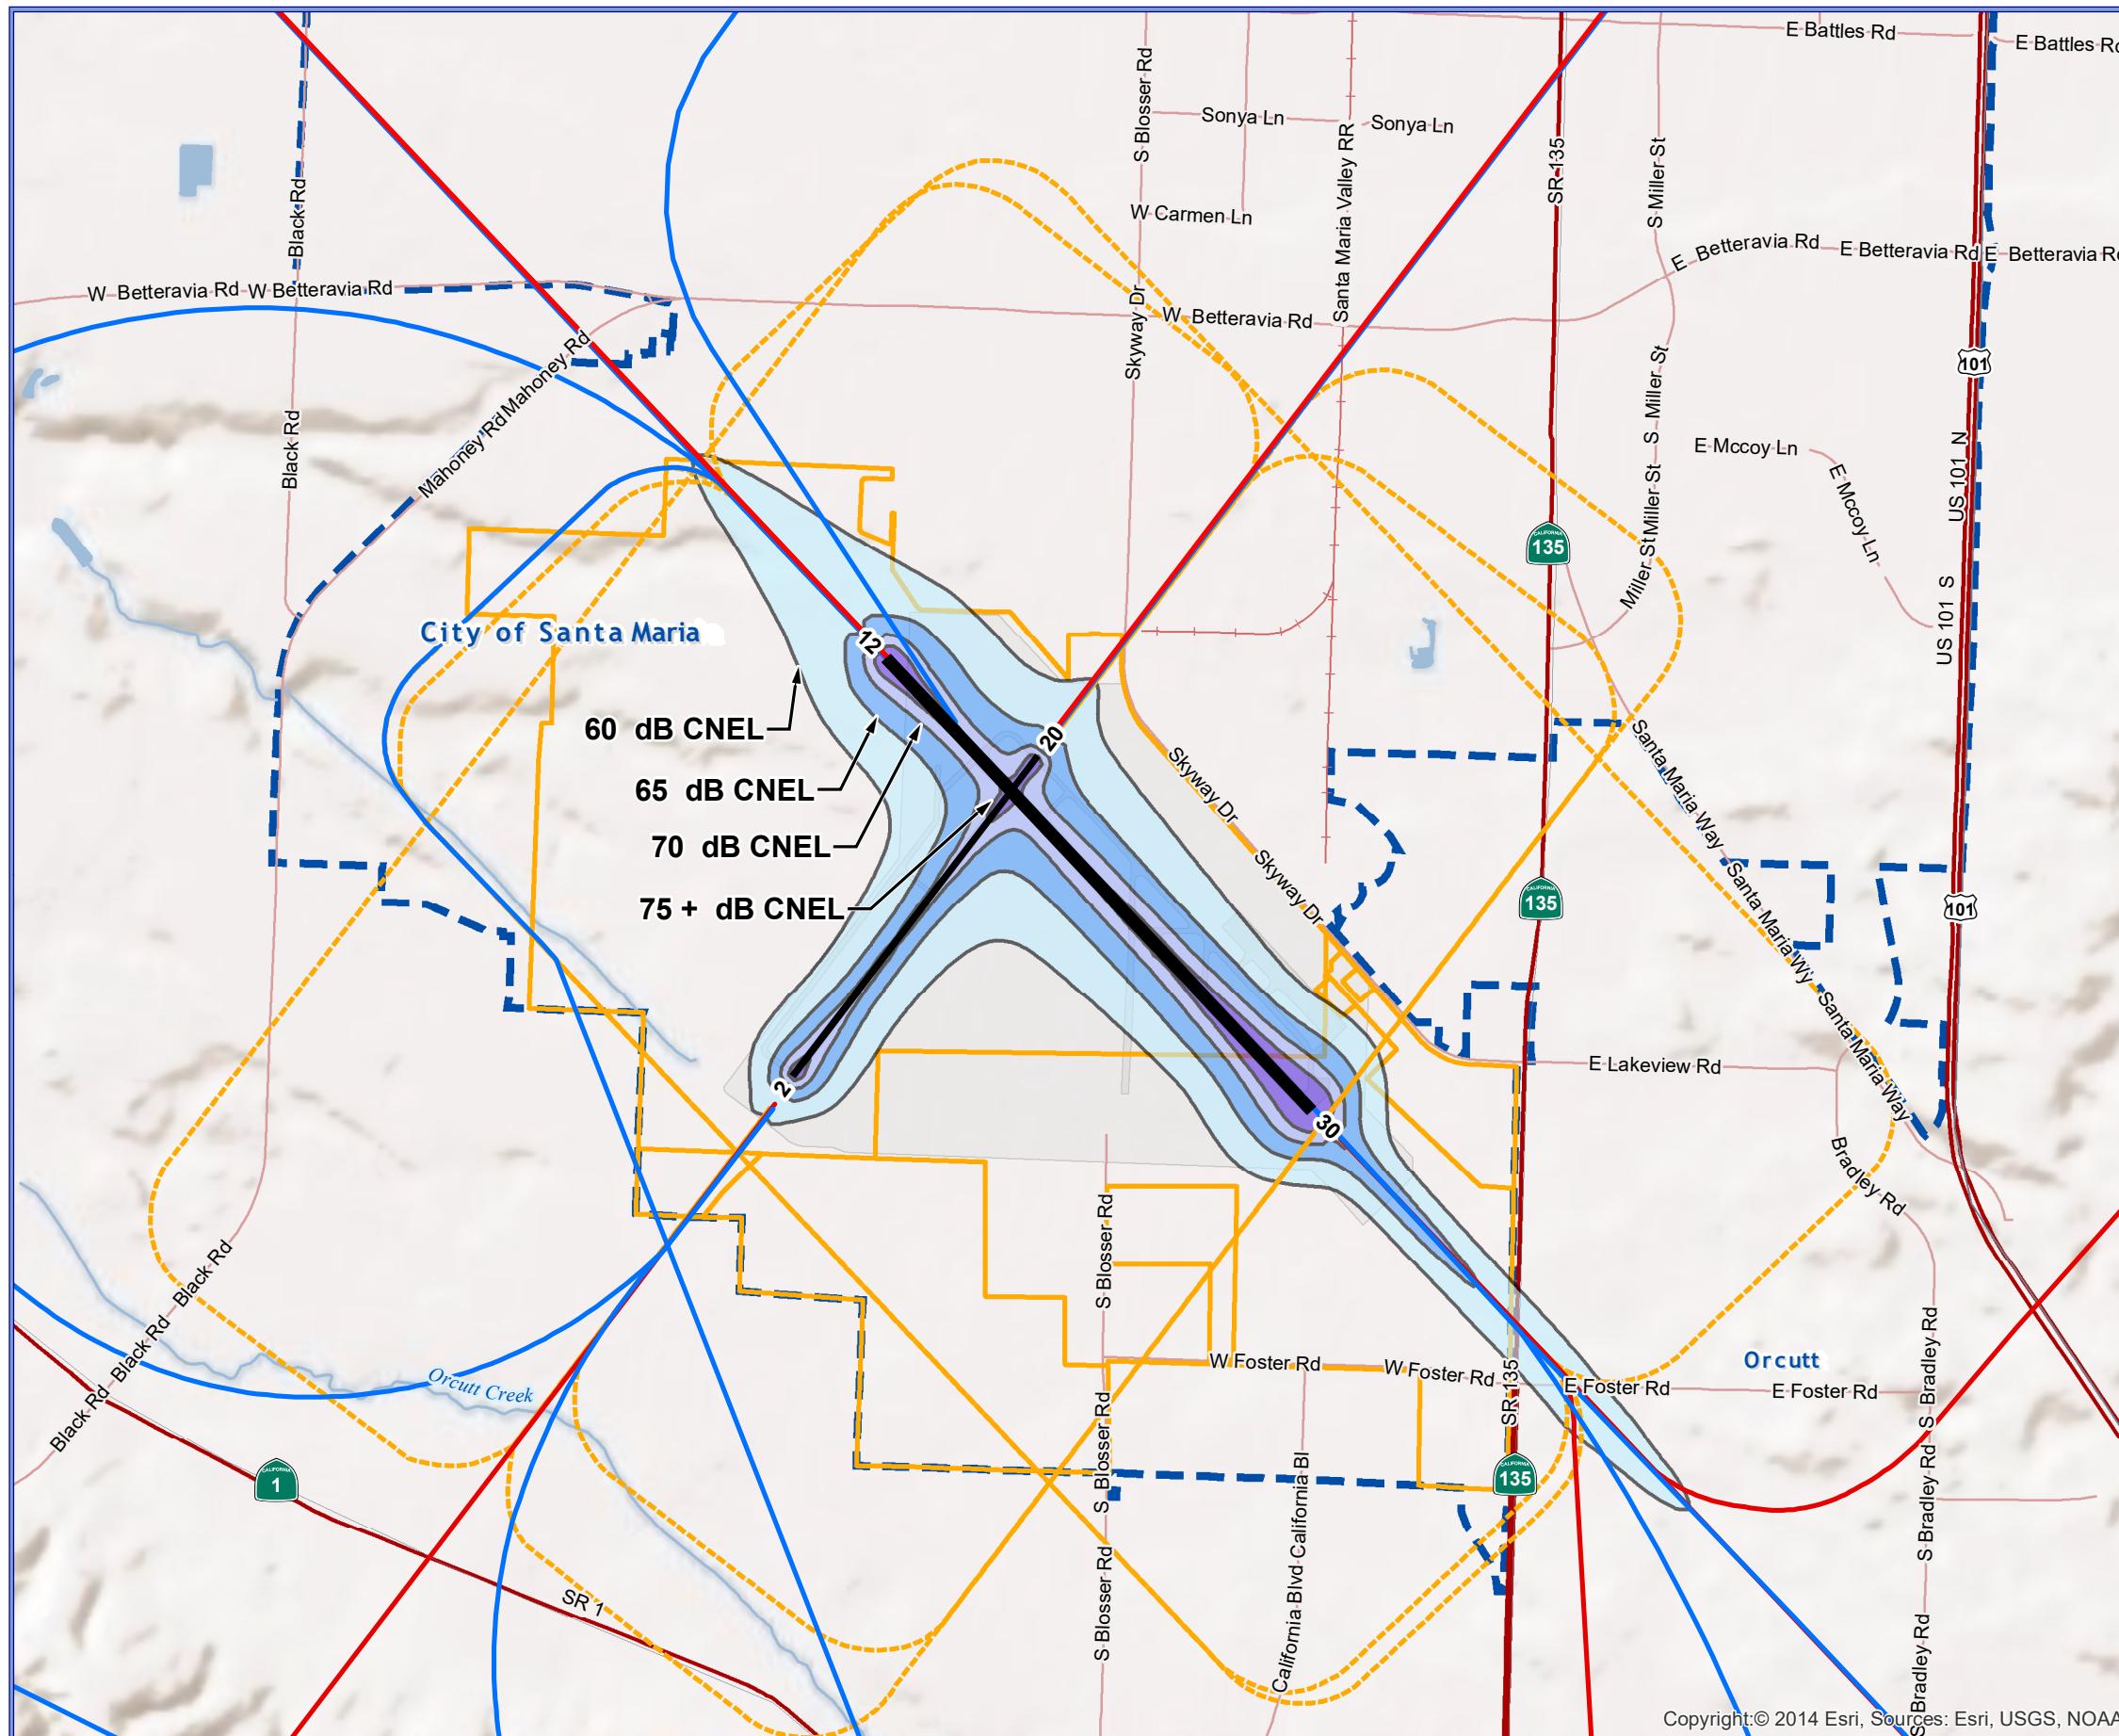 E Battles Rd
E Battles Rd
S Blosser Rd
Sonya Ln
Sonya Ln
Santa Maria Valley RR
SR 135
S Miller St
Black Rd
W Carmen Ln
E Betteravia Rd
E Betteravia Rd
E Betteravia Rd
W Betteravia Rd
W Betteravia Rd
Skyway Dr
W Betteravia Rd
Mahoney Rd
Mahoney Rd
S Miller St
101
Black Rd
E Mccoy Ln
E Mccoy Ln
US 101 N
Miller St
Miller St
135
US 101 S
City of Santa Maria
12
20
60 dB CNEL
65 dB CNEL
70 dB CNEL
75 + dB CNEL
Skyway Dr
Skyway Dr
Santa Maria Way
Santa Maria Wy
Santa Maria Way
135
101
E Lakeview Rd
2
30
Bradley Rd
S Blosser Rd
Black Rd
Black Rd
Black Rd
Orcutt Creek
W Foster Rd
W Foster Rd
SR 135
E Foster Rd
E Foster Rd
Orcutt
S Bradley Rd
S Blosser Rd
135
1
SR 1
S Blosser Rd
California Blvd
California Bl
S Bradley Rd
S Bradley Rd
Copyright:© 2014 Esri, Sources: Esri, USGS, NOAA